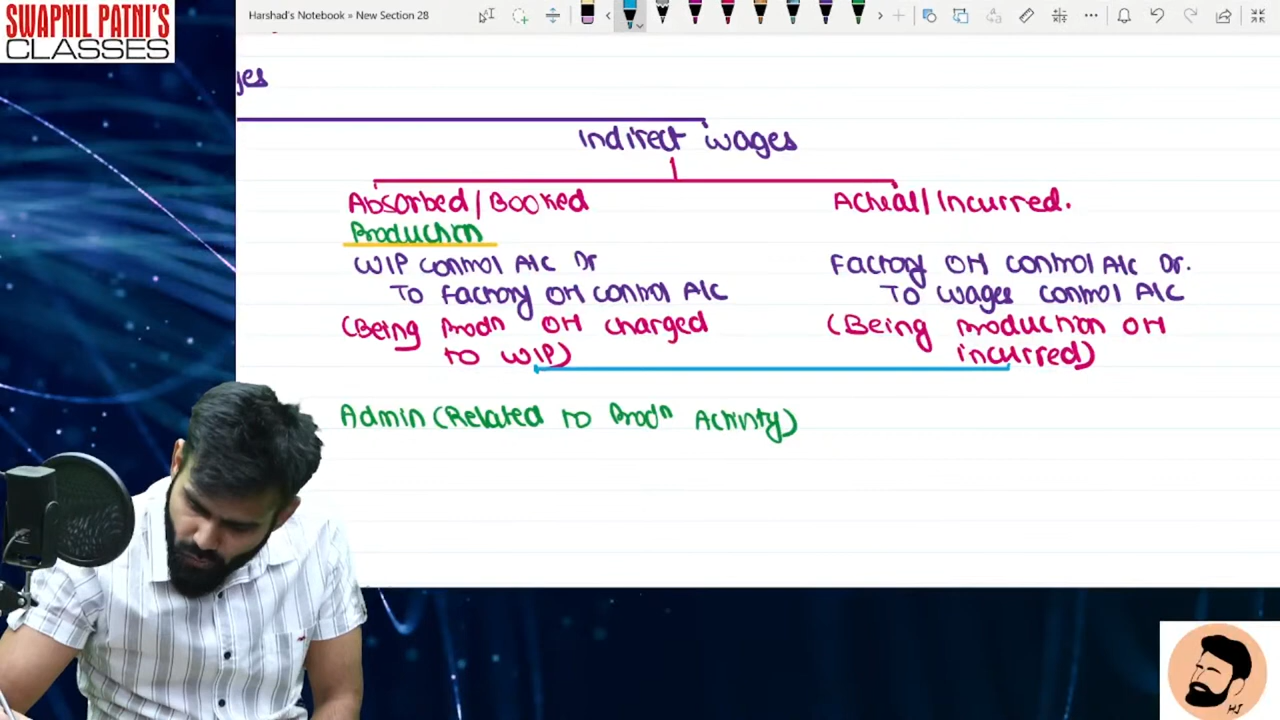 SWAPNIL PATNI'S
CLASSES
Harshad's Notebook » New Section 28
ges
Indirect wages
Absorbed/Booked
Production
WIP control A/c Dr
To Factory OH control A/c
(Being Prodn OH charged
to WIP)
Actual/Incurred.
Factory OH control A/c Dr.
To wages control A/c
(Being production OH
incurred)
Admin (Related to Prodn Activity)
HJ